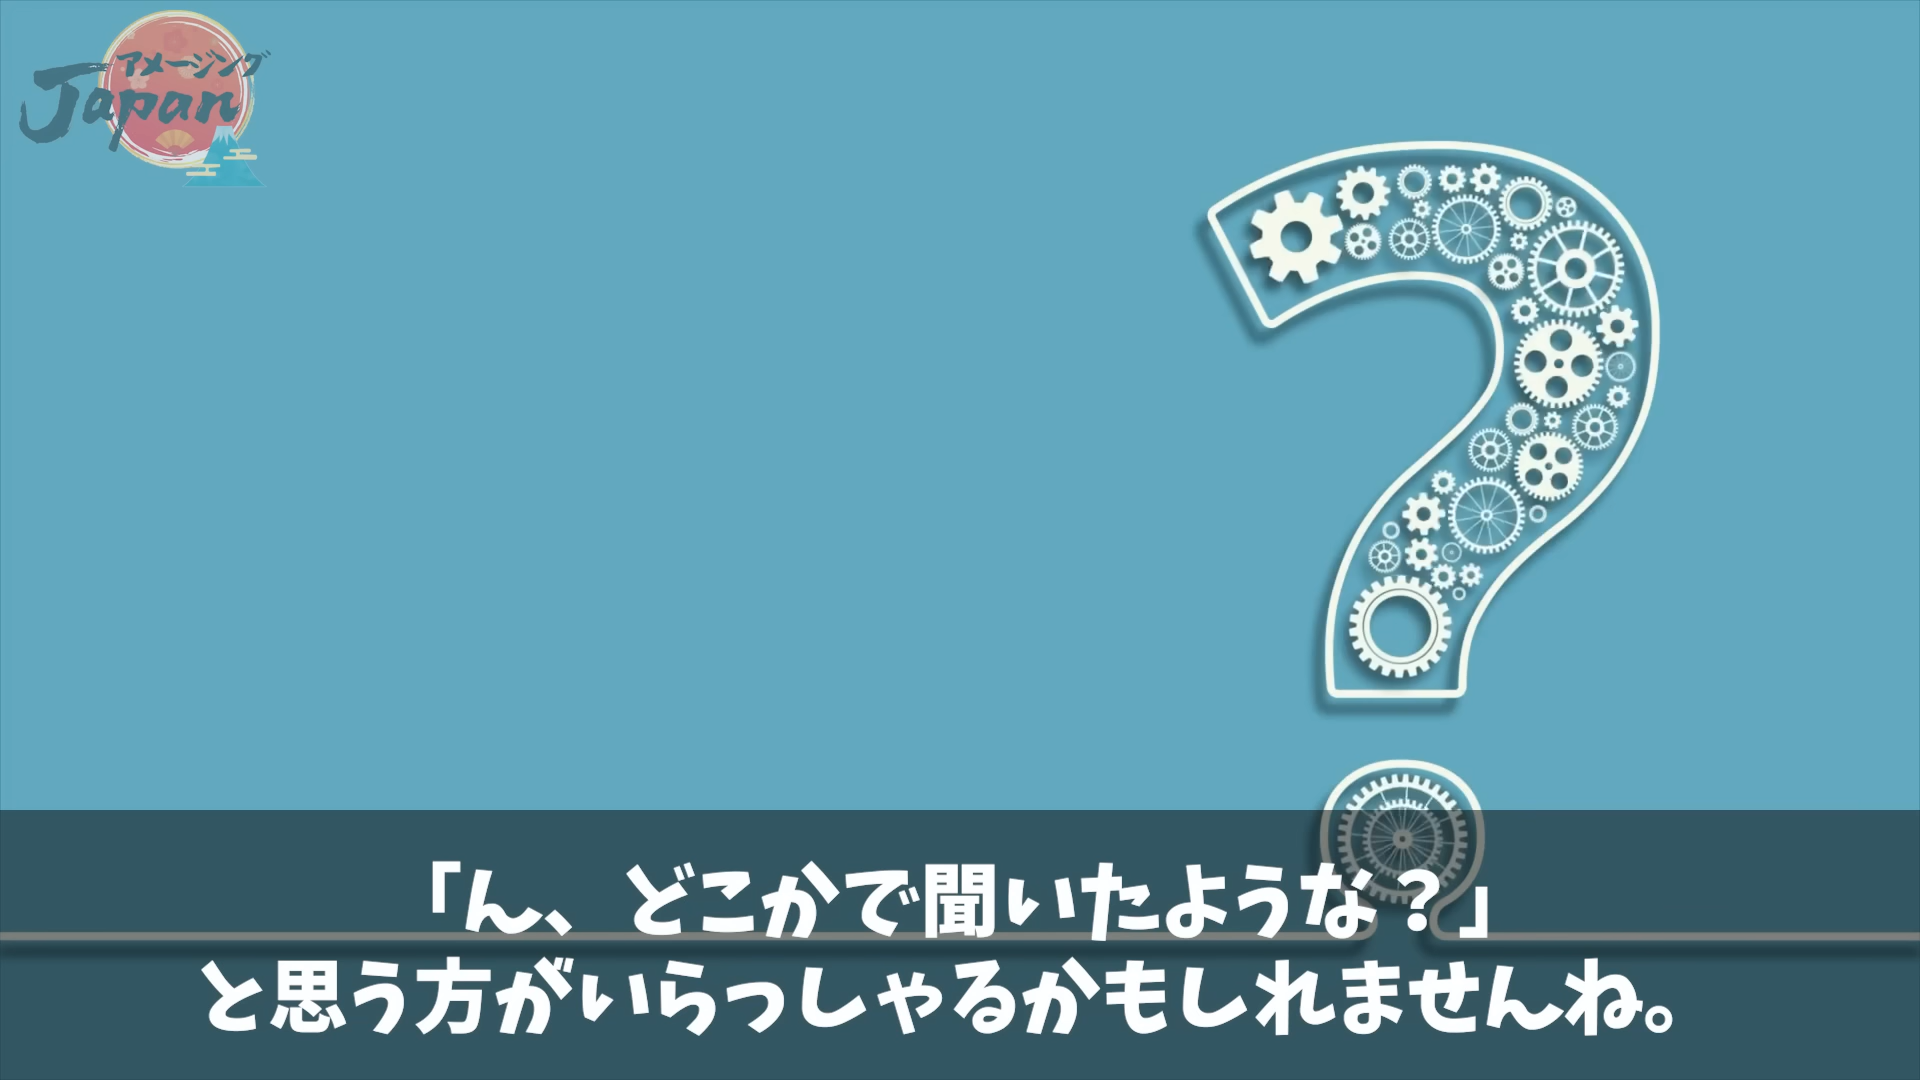 アメージング
Japan
「ん、どこかで聞いたような？」
と思う方がいらっしゃるかもしれませんね。